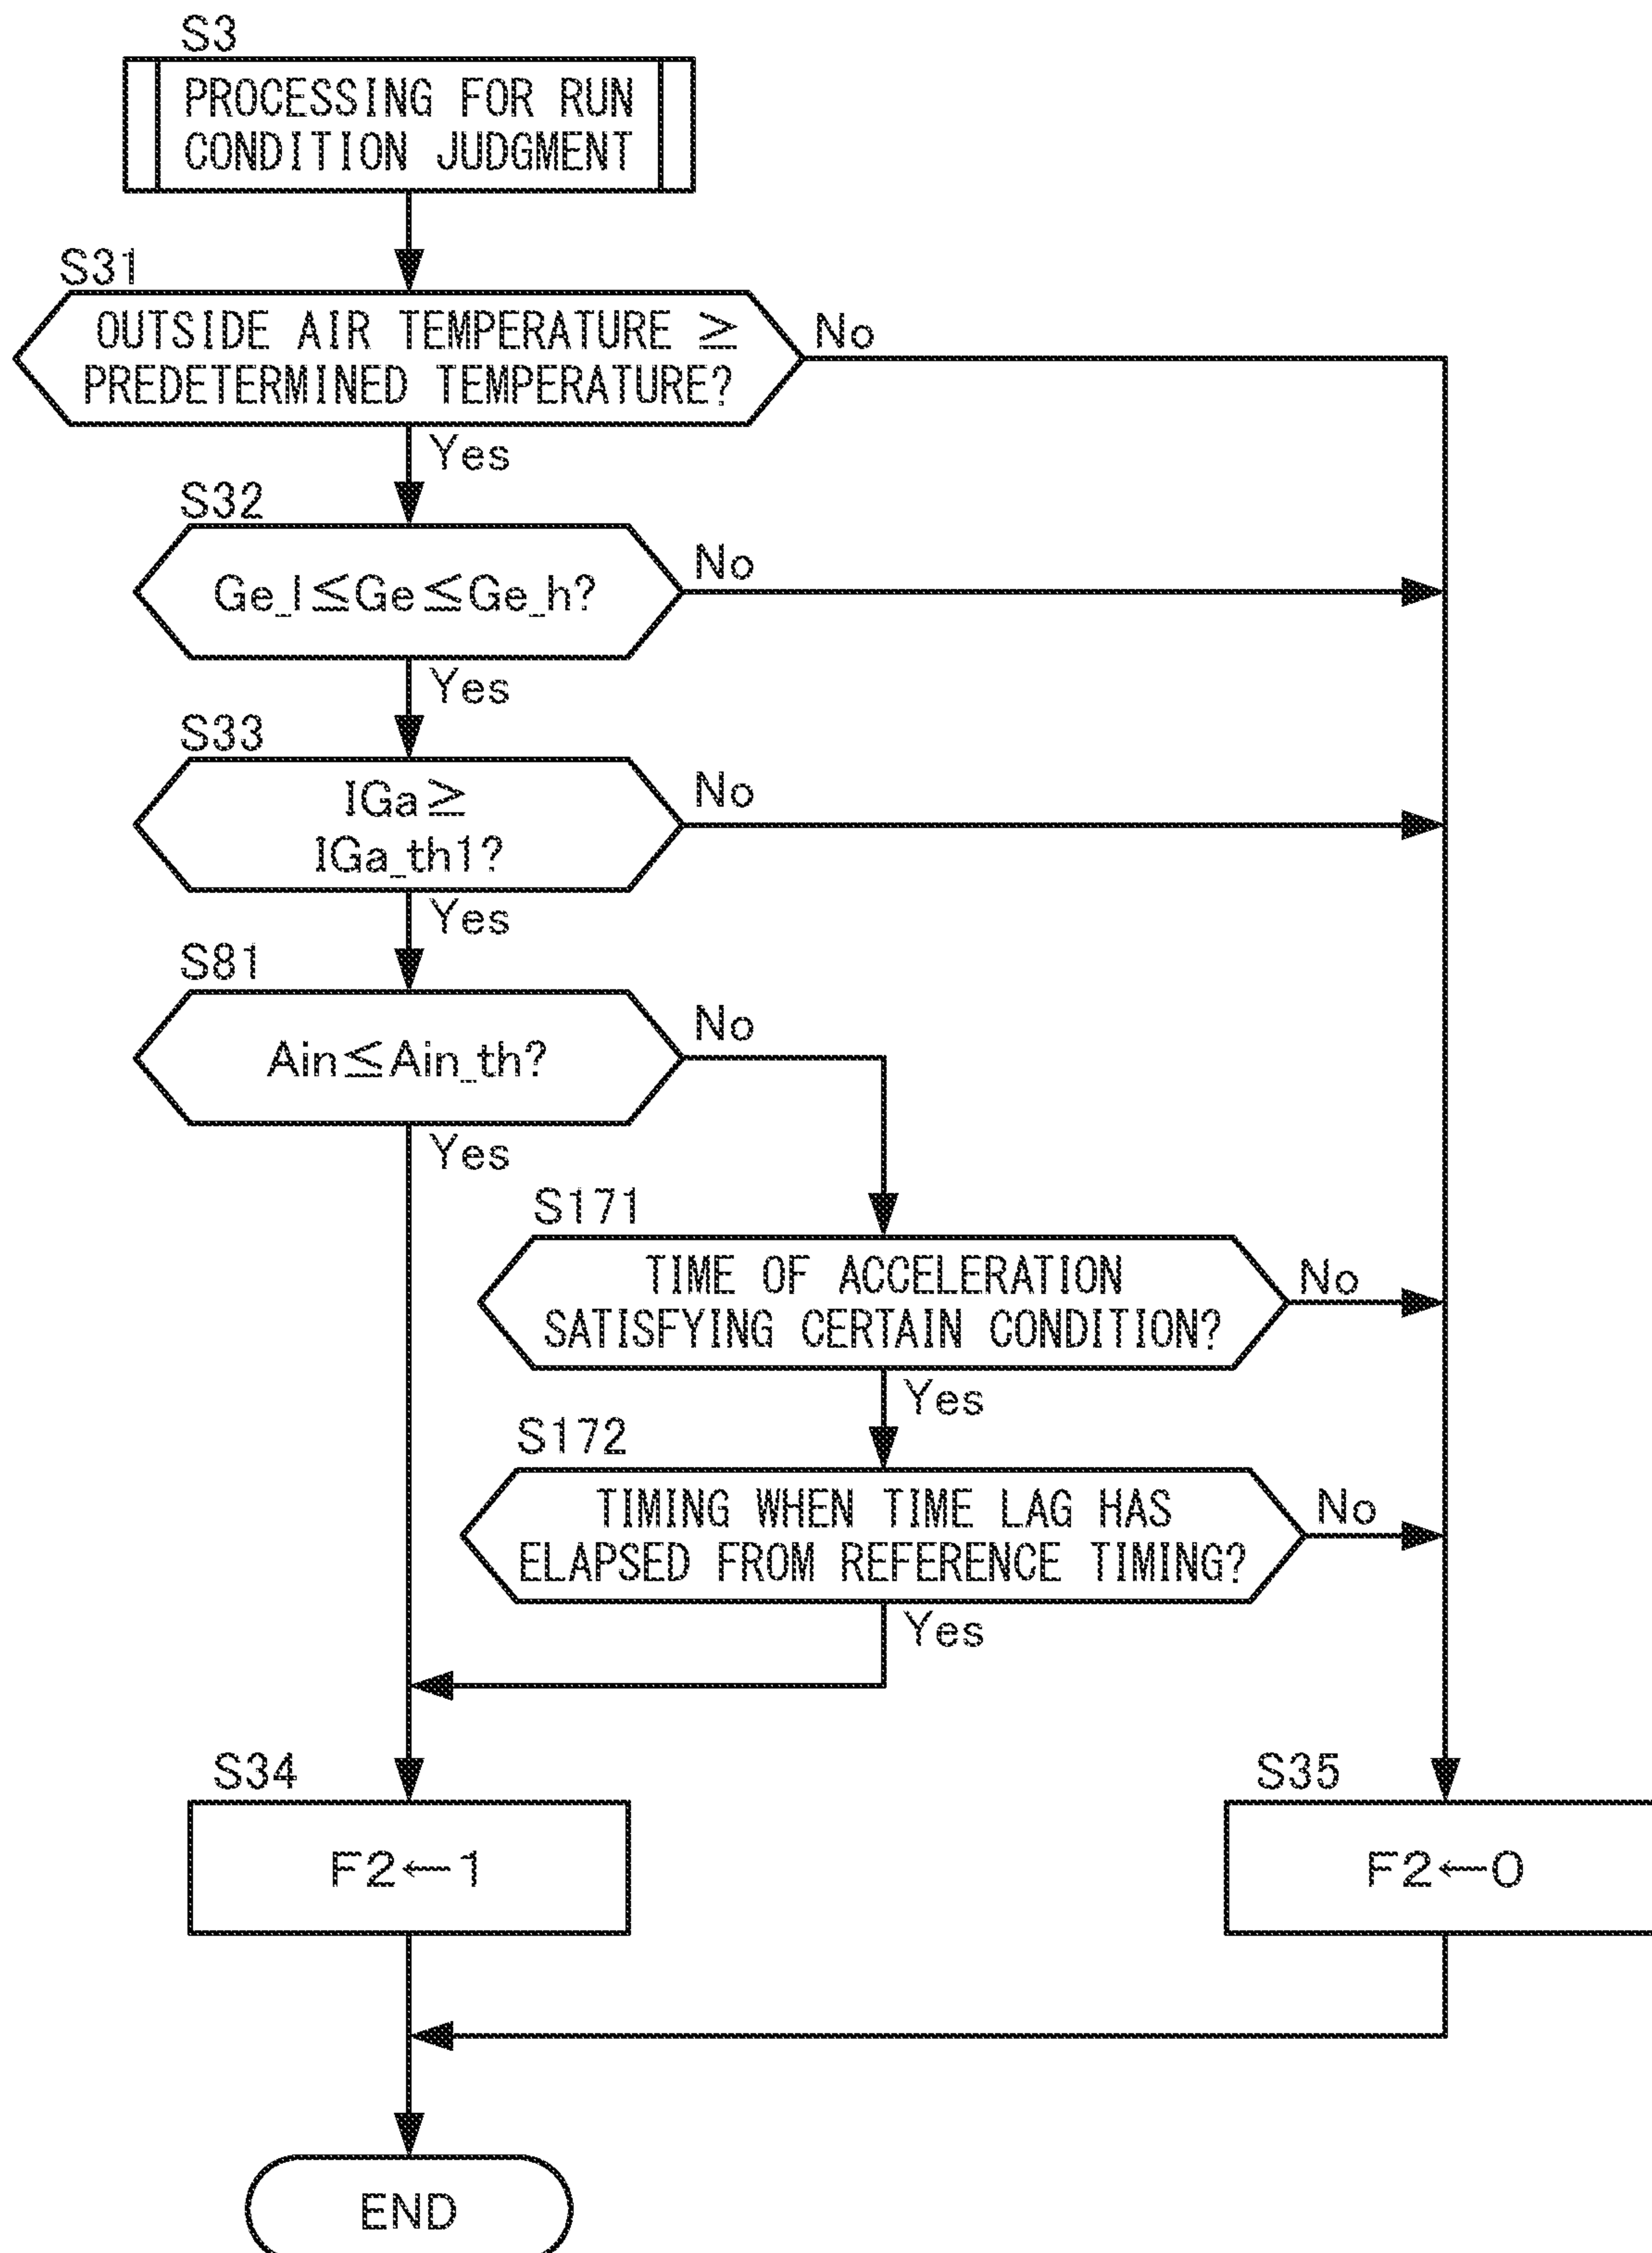 S3
PROCESSING FOR RUN
CONDITION JUDGMENT
S31
OUTSIDE AIR TEMPERATURE ≧
PREDETERMINED TEMPERATURE?
No
Yes
S32
Ge_l≦Ge≦Ge_h?
No
Yes
S33
IGa≧
IGa_th1?
No
Yes
S81
Ain≦Ain_th?
No
Yes
S171
TIME OF ACCELERATION
SATISFYING CERTAIN CONDITION?
No
Yes
S172
TIMING WHEN TIME LAG HAS
ELAPSED FROM REFERENCE TIMING?
No
Yes
S34
F2←1
S35
F2←0
END